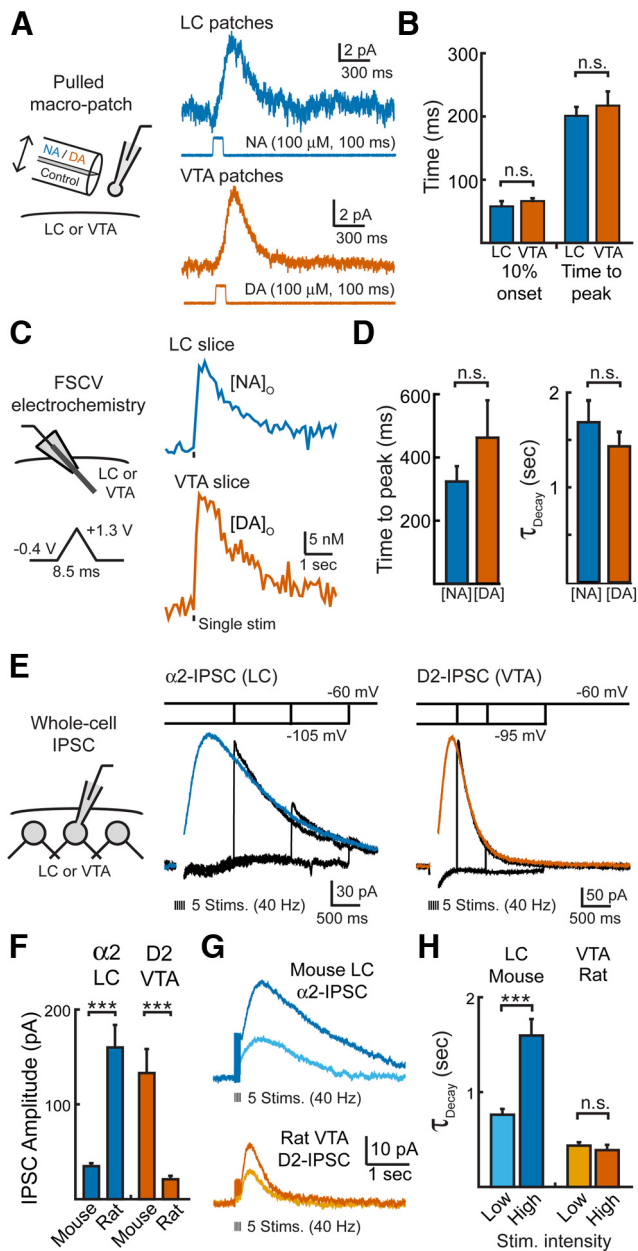 A
Pulled
macro-patch
NA / DA
Control
LC or VTA
LC patches
2 pA
300 ms
NA (100 μM, 100 ms)
VTA patches
2 pA
300 ms
DA (100 μM, 100 ms)
B
Time (ms)
300
200
100
n.s.
n.s.
LC VTA LC VTA
10% onset
Time to peak
C
FSCV
electrochemistry
LC or
VTA
-0.4 V
+1.3 V
8.5 ms
LC slice
[NA]O
VTA slice
[DA]O
5 nM
1 sec
Single stim
D
Time to peak (ms)
600
400
200
n.s.
[NA] [DA]
τDecay (sec)
2
1
n.s.
[NA] [DA]
E
Whole-cell
IPSC
LC or VTA
α2-IPSC (LC)
-60 mV
-105 mV
30 pA
500 ms
5 Stims. (40 Hz)
D2-IPSC (VTA)
-60 mV
-95 mV
50 pA
500 ms
5 Stims. (40 Hz)
F
α2 D2
LC VTA
IPSC Amplitude (pA)
200
100
*** ***
Mouse Rat Mouse Rat
G
Mouse LC
α2-IPSC
5 Stims. (40 Hz)
Rat VTA
D2-IPSC
10 pA
1 sec
5 Stims. (40 Hz)
H
LC VTA
Mouse Rat
τDecay (sec)
2
1
***
n.s.
Low High Low High
Stim. intensity